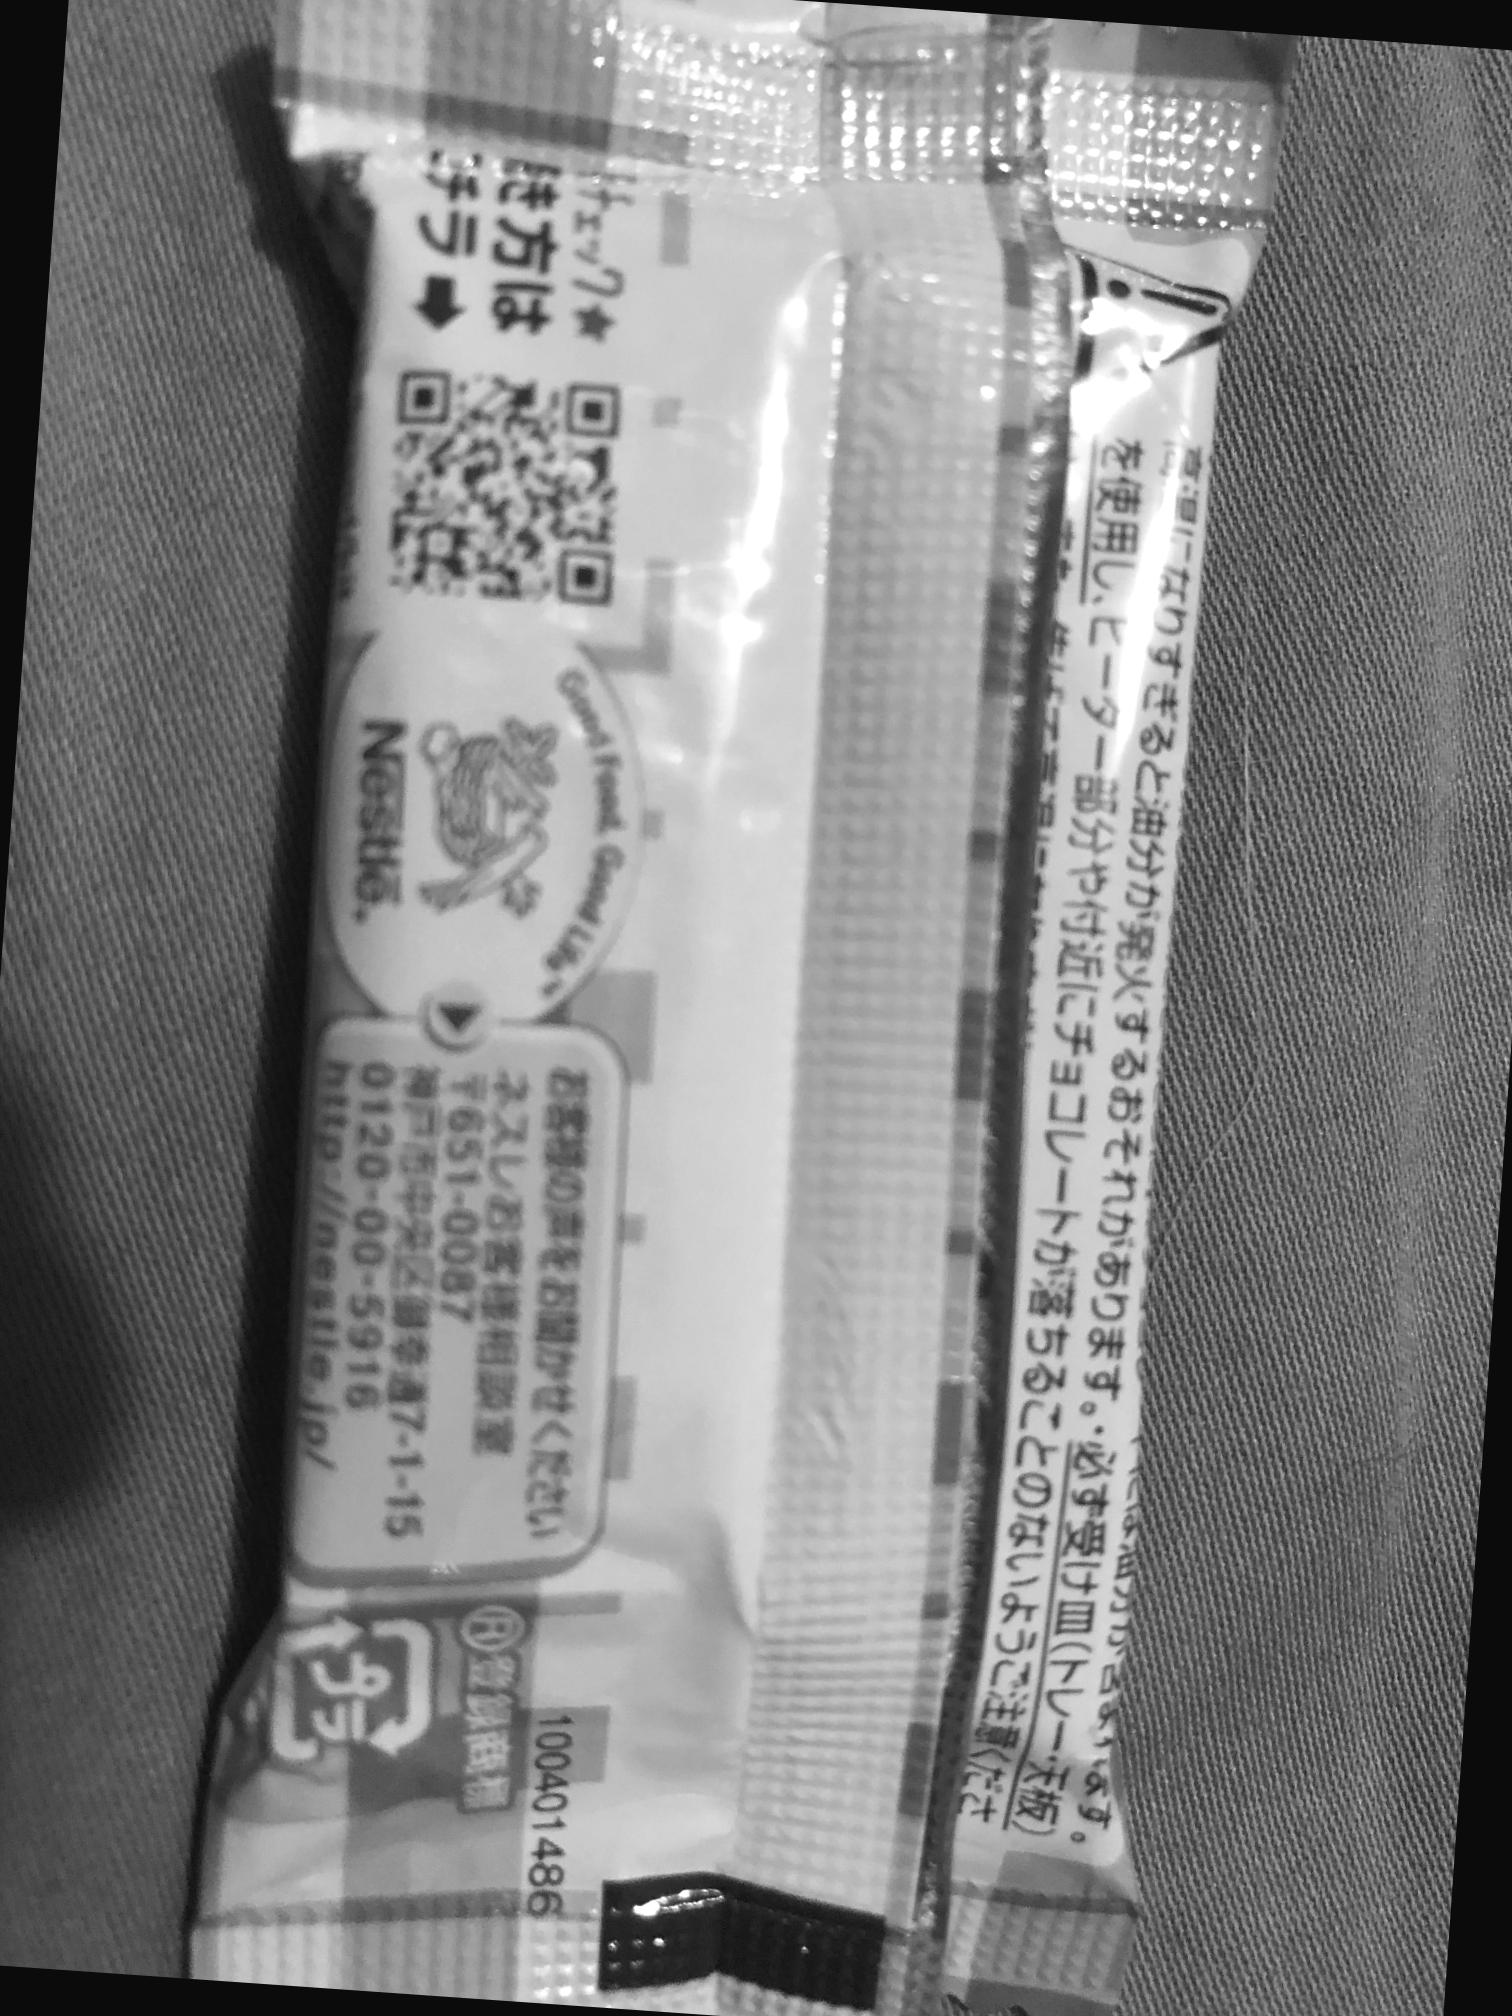 高温になりすぎると油分が発火するおそれがあります。・必ず受け皿(トレー・天板)
を使用し、ヒーター部分や付近にチョコレートが落ちることのないようご注意くださ
チェック★
き方は
チラ➡
Good Food, Good Life™
Nestlé®
お客様の声をお聞かせください
ネスレお客様相談室
〒651-0087
神戸市中央区御幸通7-1-15
0120-00-5916
http://nestle.jp/
プラ
Ⓡ登録商標
100401486